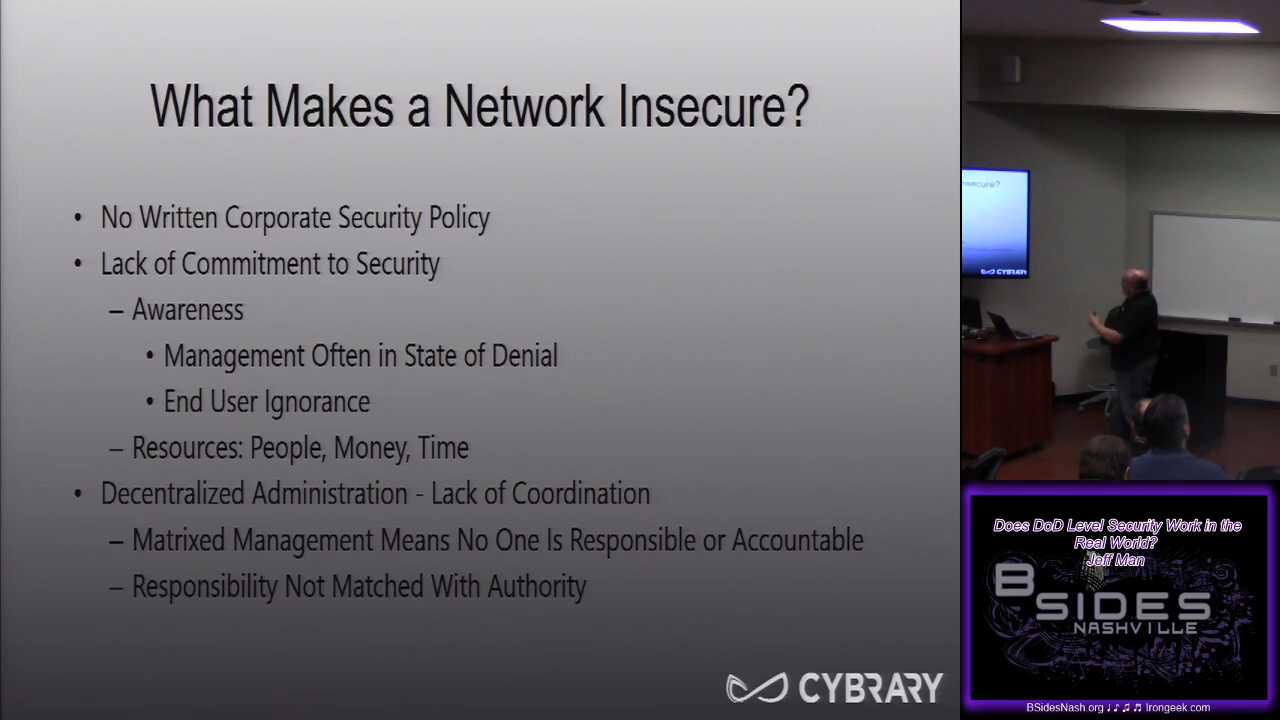 What Makes a Network Insecure?
• No Written Corporate Security Policy
• Lack of Commitment to Security
– Awareness
• Management Often in State of Denial
• End User Ignorance
– Resources: People, Money, Time
• Decentralized Administration - Lack of Coordination
– Matrixed Management Means No One Is Responsible or Accountable
– Responsibility Not Matched With Authority
CYBRARY
nsecure?
CYBRARY
Does DoD Level Security Work in the
Real World?
Jeff Man
BSIDES
NASHVILLE
BSidesNash.org ♩♪♫♬ Irongeek.com